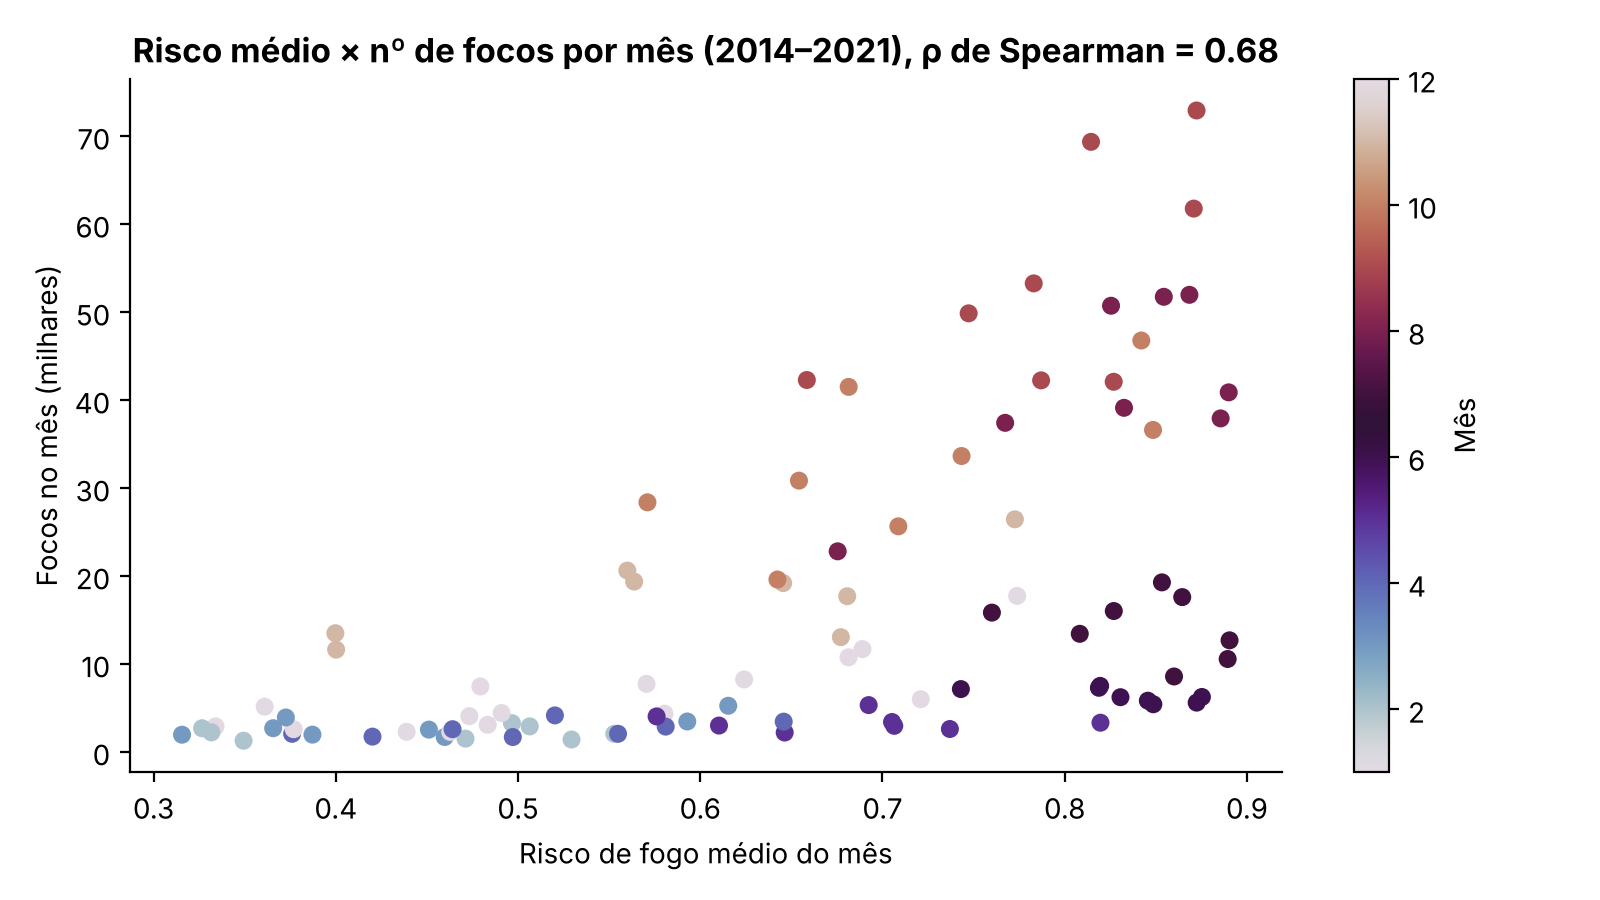 Risco médio × nº de focos por mês (2014–2021), ρ de Spearman = 0.68
Focos no mês (milhares)
70
60
50
40
30
20
10
0
0.3 0.4 0.5 0.6 0.7 0.8 0.9
Risco de fogo médio do mês
12
10
8
6
4
2
Mês